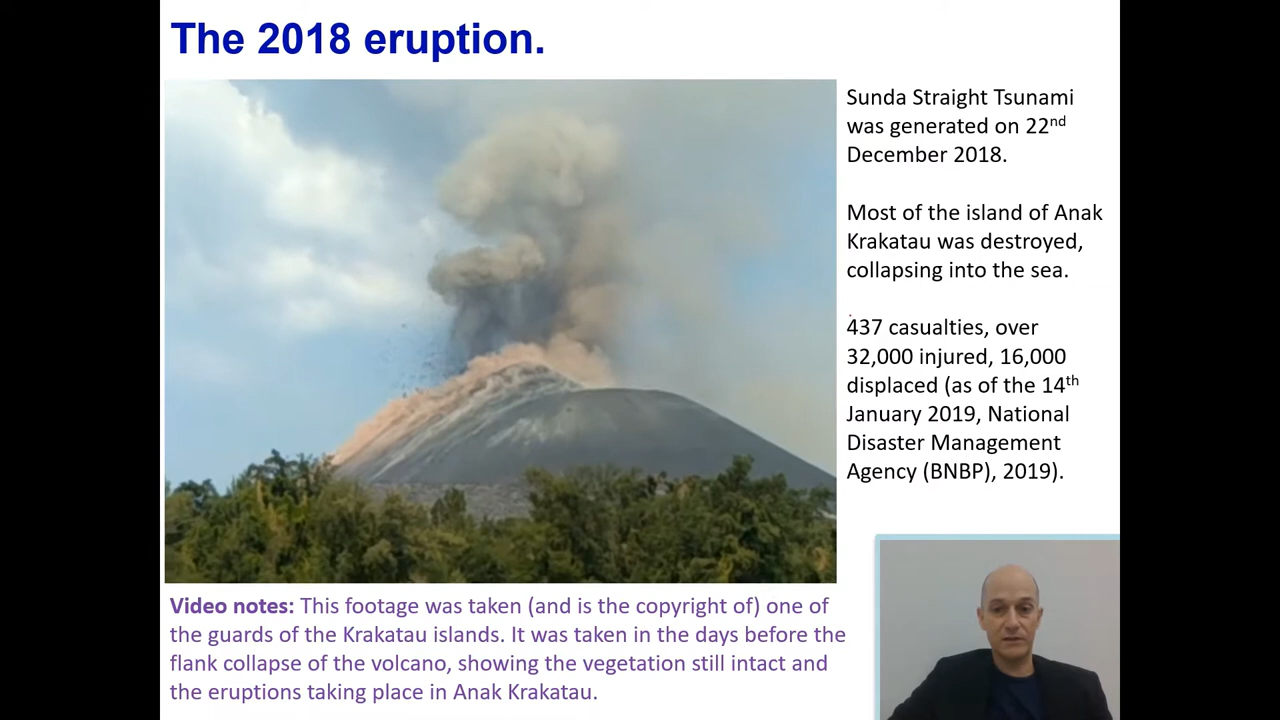 The 2018 eruption.
Sunda Straight Tsunami
was generated on 22nd
December 2018.
Most of the island of Anak
Krakatau was destroyed,
collapsing into the sea.
437 casualties, over
32,000 injured, 16,000
displaced (as of the 14th
January 2019, National
Disaster Management
Agency (BNBP), 2019).
Video notes: This footage was taken (and is the copyright of) one of
the guards of the Krakatau islands. It was taken in the days before the
flank collapse of the volcano, showing the vegetation still intact and
the eruptions taking place in Anak Krakatau.